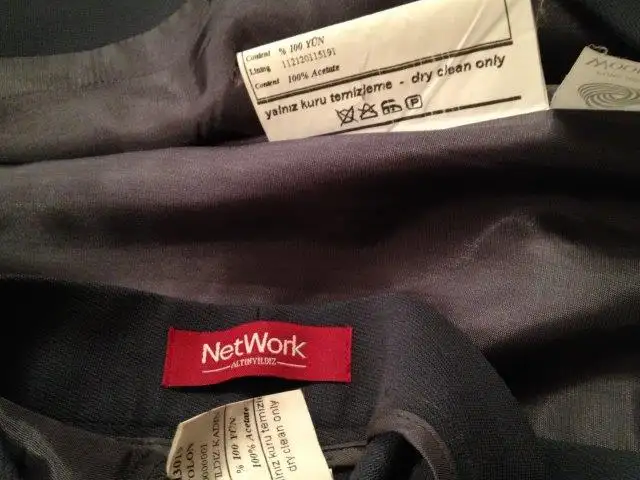 Content % 100 YÜN
Lining 112120115191
Content 100% Acetate
yalnız kuru temizleme - dry clean only
P
NetWork
ALTINYILDIZ
% 100 YÜN
100% Acetate
kuru
dry clean only